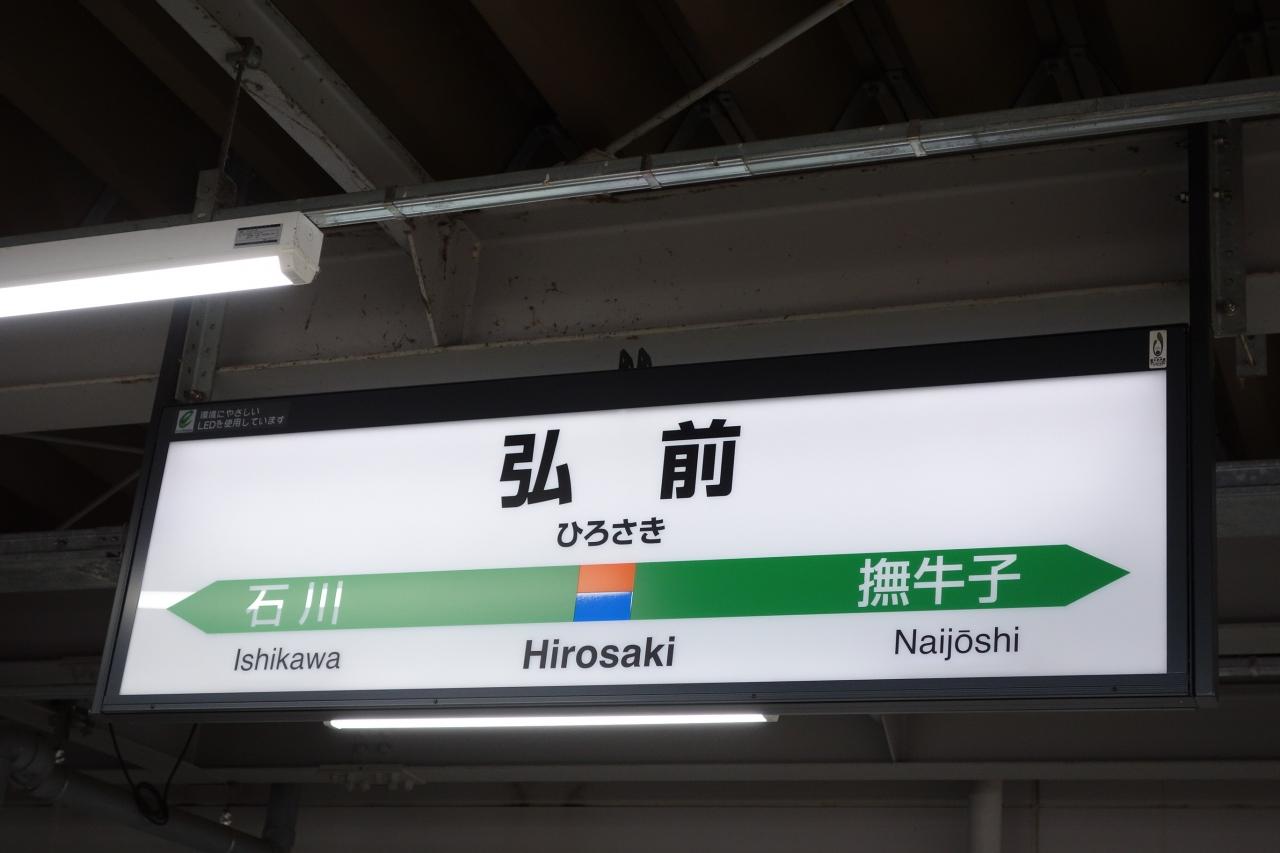 環境にやさしい
LEDを使用しています
弘 前
ひろさき
石川
撫牛子
Ishikawa
Hirosaki
Naijōshi